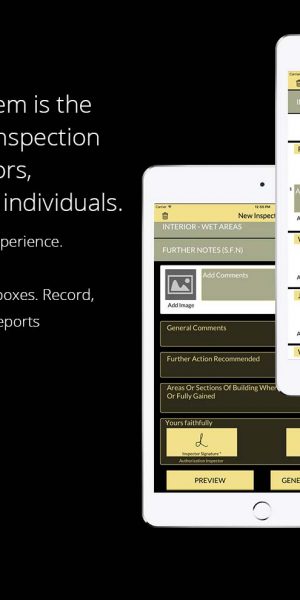 em is the
nspection
ors,
individuals.
perience.
boxes. Record,
eports
Carrier
12:56 PM
New Inspect
INTERIOR - WET AREAS
FURTHER NOTES (S.F.N)
Add Comments
Add Image
General Comments
Further Action Recommended
Areas Or Sections Of Building Wher
Or Fully Gained
Yours faithfully
Inspector Signature *
Authorization Inspector
PREVIEW
GENE
Carrier